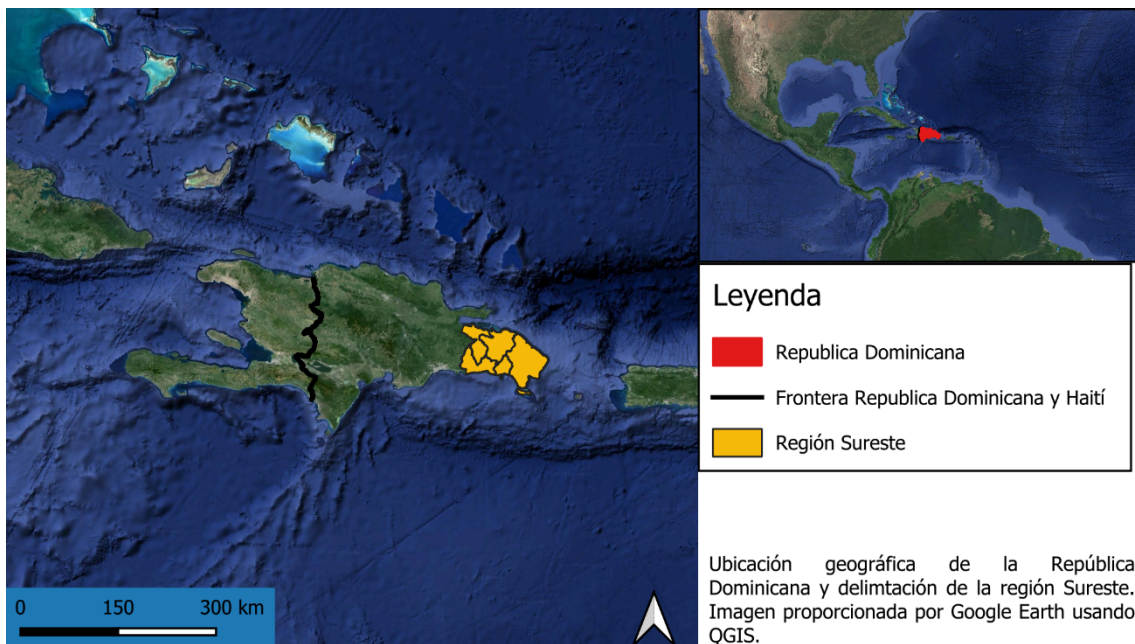 Leyenda
Republica Dominicana
Frontera Republica Dominicana y Haití
Región Sureste
0 150 300 km
Ubicación geográfica de la República
Dominicana y delimtación de la región Sureste.
Imagen proporcionada por Google Earth usando
QGIS.